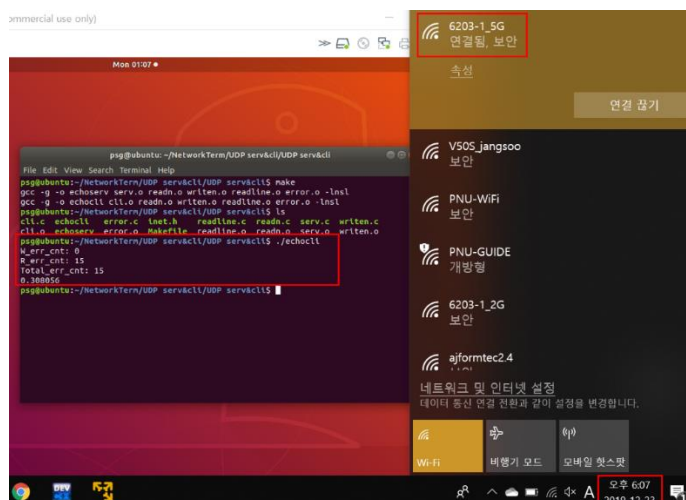 ommercial use only)
Mon 01:07
psg@ubuntu: ~/NetworkTerm/UDP serv&cli/UDP serv&cli
File Edit View Search Terminal Help
psg@ubuntu:~/NetworkTerm/UDP serv&cli/UDP serv&cli$ make
gcc -g -o echoserv serv.o readn.o writen.o readline.o error.o -lnsl
gcc -g -o echocli cli.o readn.o writen.o readline.o error.o -lnsl
psg@ubuntu:~/NetworkTerm/UDP serv&cli/UDP serv&cli$ ls
cli.c echocli error.c inet.h readline.c readn.c serv.c writen.c
cli.o echoserv error.o Makefile readline.o readn.o serv.o writen.o
psg@ubuntu:~/NetworkTerm/UDP serv&cli/UDP serv&cli$ ./echocli
W_err_cnt: 0
R_err_cnt: 15
Total_err_cnt: 15
0.308056
psg@ubuntu:~/NetworkTerm/UDP serv&cli/UDP serv&cli$
6203-1_5G
연결됨, 보안
속성
연결 끊기
V50S_jangsoo
보안
PNU-WiFi
보안
PNU-GUIDE
개방형
6203-1_2G
보안
ajformtec2.4
네트워크 및 인터넷 설정
데이터 통신 연결 전환과 같이 설정을 변경합니다.
Wi-Fi
비행기 모드
모바일 핫스팟
DEV
A
오후 6:07